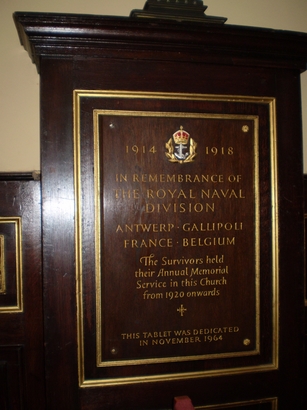 1914 1918
IN REMEMBRANCE OF
THE ROYAL NAVAL
DIVISION
ANTWERP · GALLIPOLI
FRANCE · BELGIUM
The Survivors held
their Annual Memorial
Service in this Church
from 1920 onwards
THIS TABLET WAS DEDICATED
IN NOVEMBER 1964